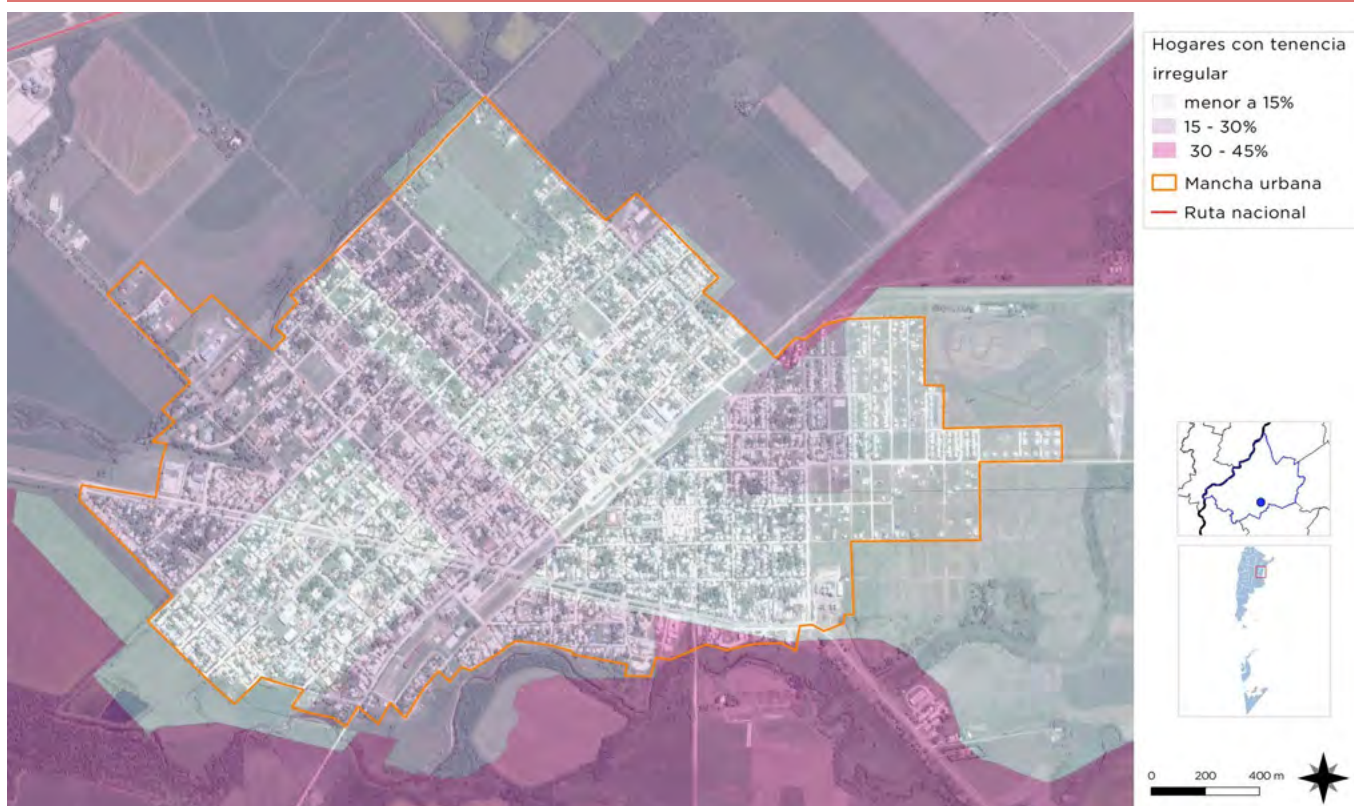 Hogares con tenencia
irregular
menor a 15%
15 - 30%
30 - 45%
Mancha urbana
Ruta nacional
0 200 400 m